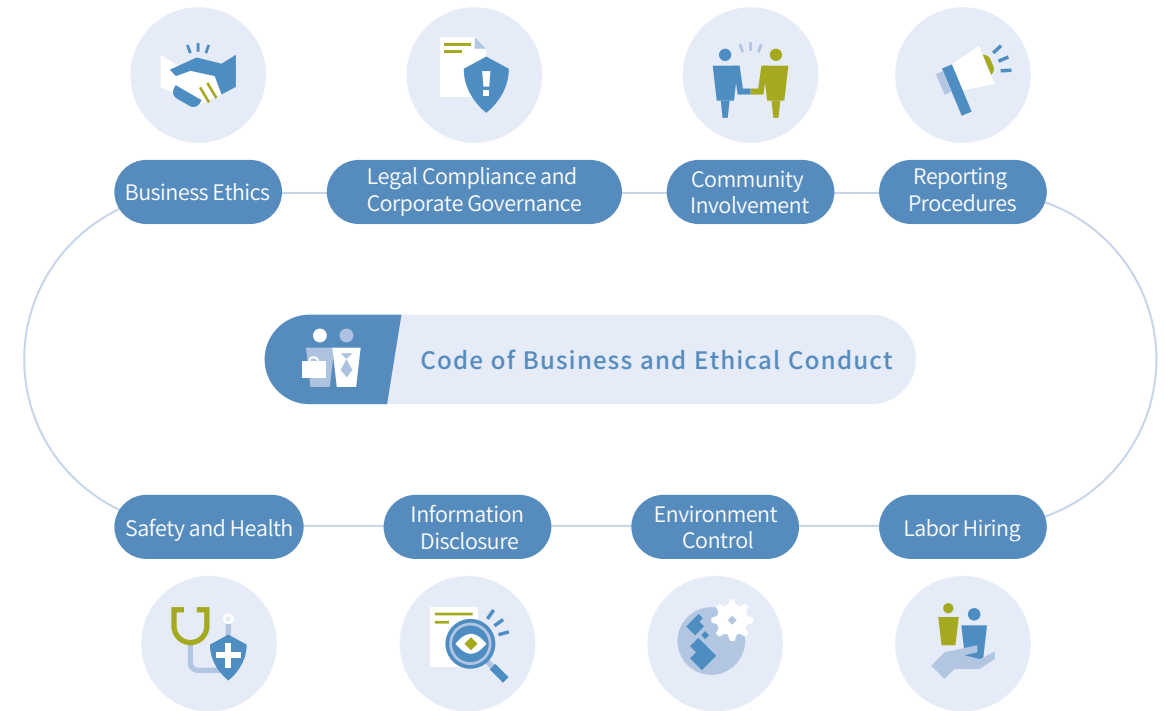 Business Ethics
Legal Compliance and
Corporate Governance
Community
Involvement
Reporting
Procedures
Code of Business and Ethical Conduct
Safety and Health
Information
Disclosure
Environment
Control
Labor Hiring